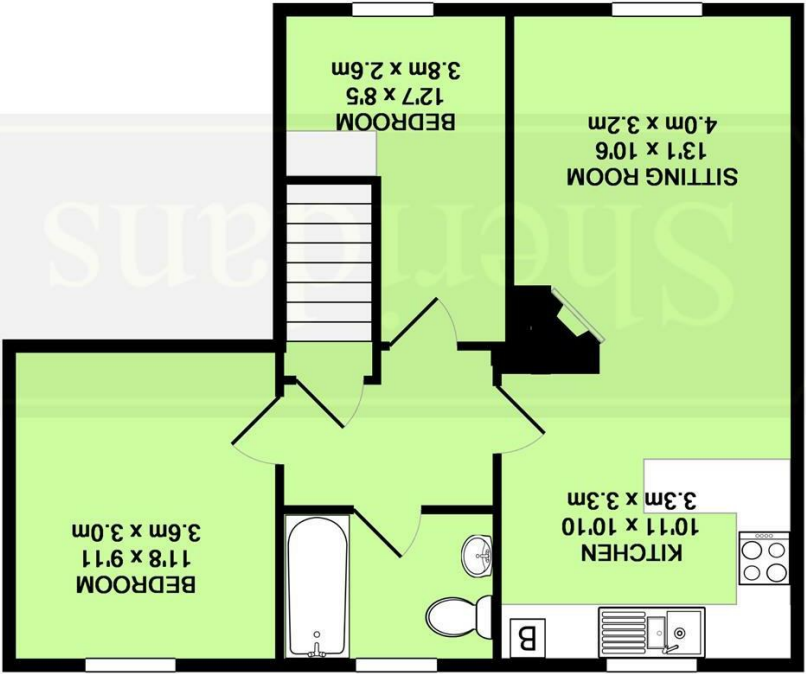 KITCHEN
10'11 x 10'10
3.3m x 3.3m
BEDROOM
11'8 x 9'11
3.6m x 3.0m
SITTING ROOM
13'1 x 10'6
4.0m x 3.2m
BEDROOM
12'7 x 8'5
3.8m x 2.6m
B
Sheridans